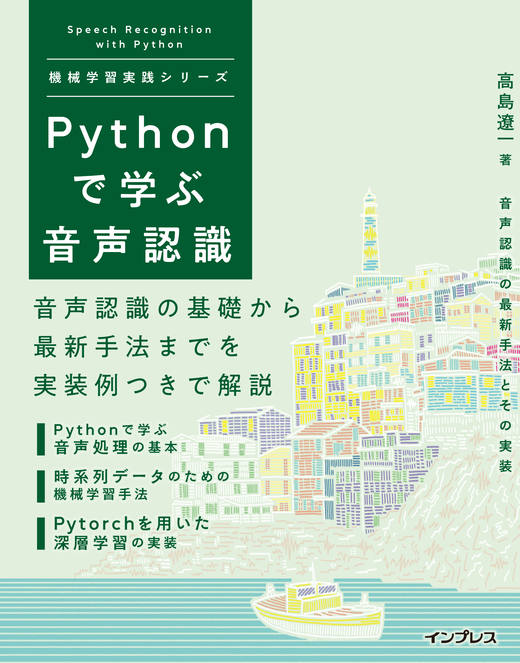 Speech Recognition
with Python
機械学習実践シリーズ
Python
で学ぶ
音声認識
音声認識の基礎から
最新手法までを
実装例つきで解説
Pythonで学ぶ
音声処理の基本
時系列データのための
機械学習手法
Pytorchを用いた
深層学習の実装
高島遼一 著
音声認識の最新手法とその実装
インプレス